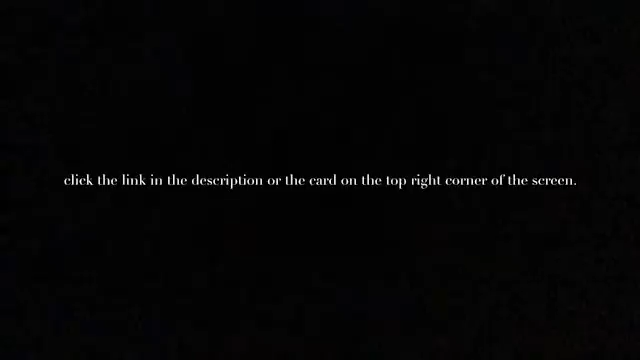 click the link in the description or the card on the top right corner of the screen.